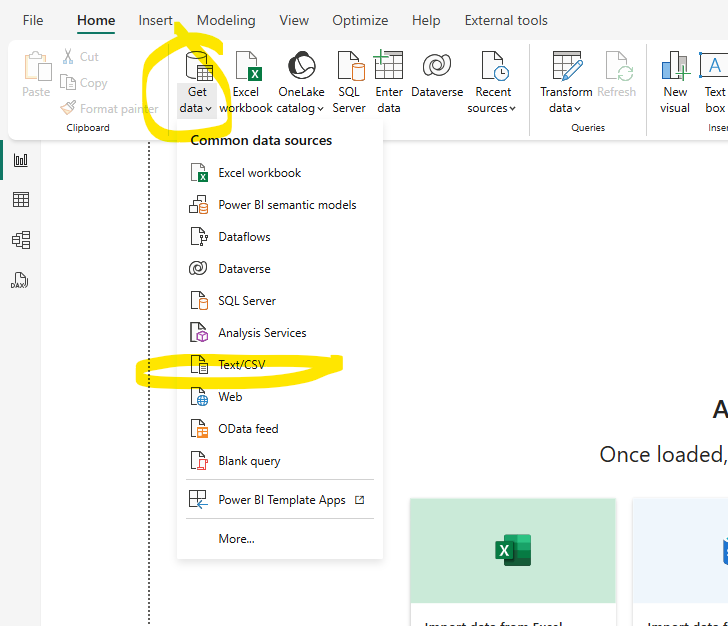 File Home Insert Modeling View Optimize Help External tools
Paste
Cut
Copy
Format painter
Clipboard
Get
data
Excel
workbook
OneLake
catalog
SQL
Server
Enter
data
Dataverse
Recent
sources
Transform
data
Refresh
Queries
New
visual
A
Text
box
Inser
Common data sources
Excel workbook
Power BI semantic models
Dataflows
Dataverse
SQL Server
Analysis Services
Text/CSV
Web
OData feed
Blank query
Power BI Template Apps
More...
DAX
A
Once loaded,
X